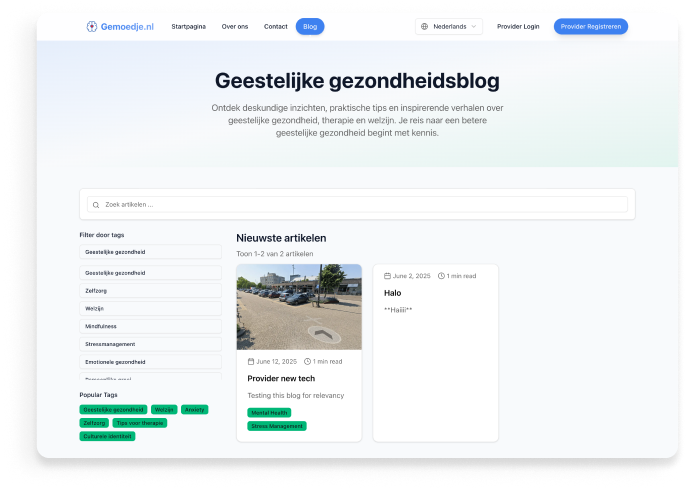 Gemoedje.nl
Startpagina
Over ons
Contact
Blog
Nederlands
Provider Login
Provider Registreren
Geestelijke gezondheidsblog
Ontdek deskundige inzichten, praktische tips en inspirerende verhalen over
geestelijke gezondheid, therapie en welzijn. Je reis naar een betere
geestelijke gezondheid begint met kennis.
Zoek artikelen ...
Filter door tags
Geestelijke gezondheid
Geestelijke gezondheid
Zelfzorg
Welzijn
Mindfulness
Stressmanagement
Emotionele gezondheid
Popular Tags
Geestelijke gezondheid
Welzijn
Anxiety
Zelfzorg
Tips voor therapie
Culturele identiteit
Nieuwste artikelen
Toon 1-2 van 2 artikelen
June 12, 2025
1 min read
Provider new tech
Testing this blog for relevancy
Mental Health
Stress Management
June 2, 2025
1 min read
Halo
**Haiiii**